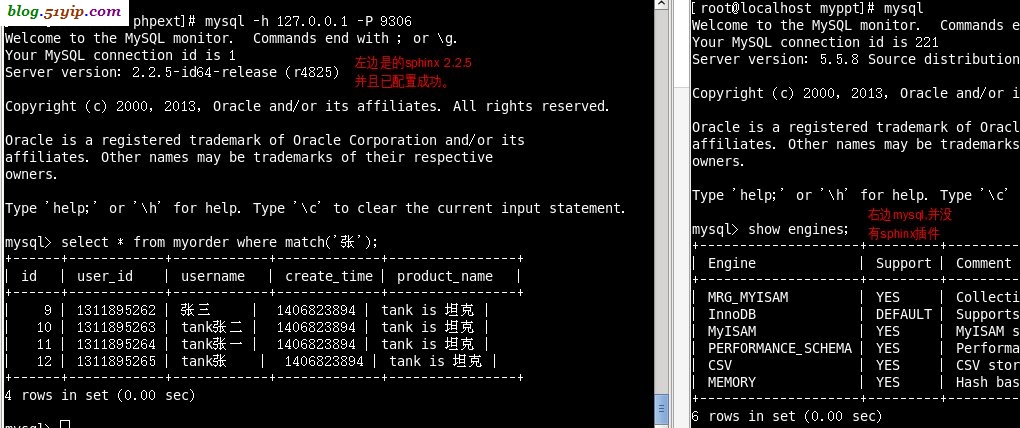 blog.51yip.com
phpext]# mysql -h 127.0.0.1 -P 9306
Welcome to the MySQL monitor.  Commands end with ; or \g.
Your MySQL connection id is 1
Server version: 2.2.5-id64-release (r4825)
左边是的sphinx 2.2.5
并且已配置成功。
Copyright (c) 2000, 2013, Oracle and/or its affiliates. All rights reserved.
Oracle is a registered trademark of Oracle Corporation and/or its
affiliates. Other names may be trademarks of their respective
owners.
Type 'help;' or '\h' for help. Type '\c' to clear the current input statement.
mysql> select * from myorder where match('张');
+------+------------+----------+-------------+--------------+
| id | user_id | username | create_time | product_name |
+------+------------+----------+-------------+--------------+
| 9 | 1311895262 | 张三 | 1406823894 | tank is 坦克 |
| 10 | 1311895263 | tank张二 | 1406823894 | tank is 坦克 |
| 11 | 1311895264 | tank张一 | 1406823894 | tank is 坦克 |
| 12 | 1311895265 | tank张 | 1406823894 | tank is 坦克 |
+------+------------+----------+-------------+--------------+
4 rows in set (0.00 sec)
mysql>
[root@localhost myppt]# mysql
Welcome to the MySQL monitor.  Commands e
Your MySQL connection id is 221
Server version: 5.5.8 Source distribution
Copyright (c) 2000, 2013, Oracle and/or i
Oracle is a registered trademark of Oracl
affiliates. Other names may be trademarks
owners.
Type 'help;' or '\h' for help. Type '\c'
右边mysql.并没
有sphinx插件
mysql> show engines;
+--------------------+---------+---------
| Engine | Support | Comment
+--------------------+---------+---------
| MRG_MYISAM | YES | Collecti
| InnoDB | DEFAULT | Supports
| MyISAM | YES | MyISAM s
| PERFORMANCE_SCHEMA | YES | Performa
| CSV | YES | CSV stor
| MEMORY | YES | Hash bas
+--------------------+---------+---------
6 rows in set (0.00 sec)